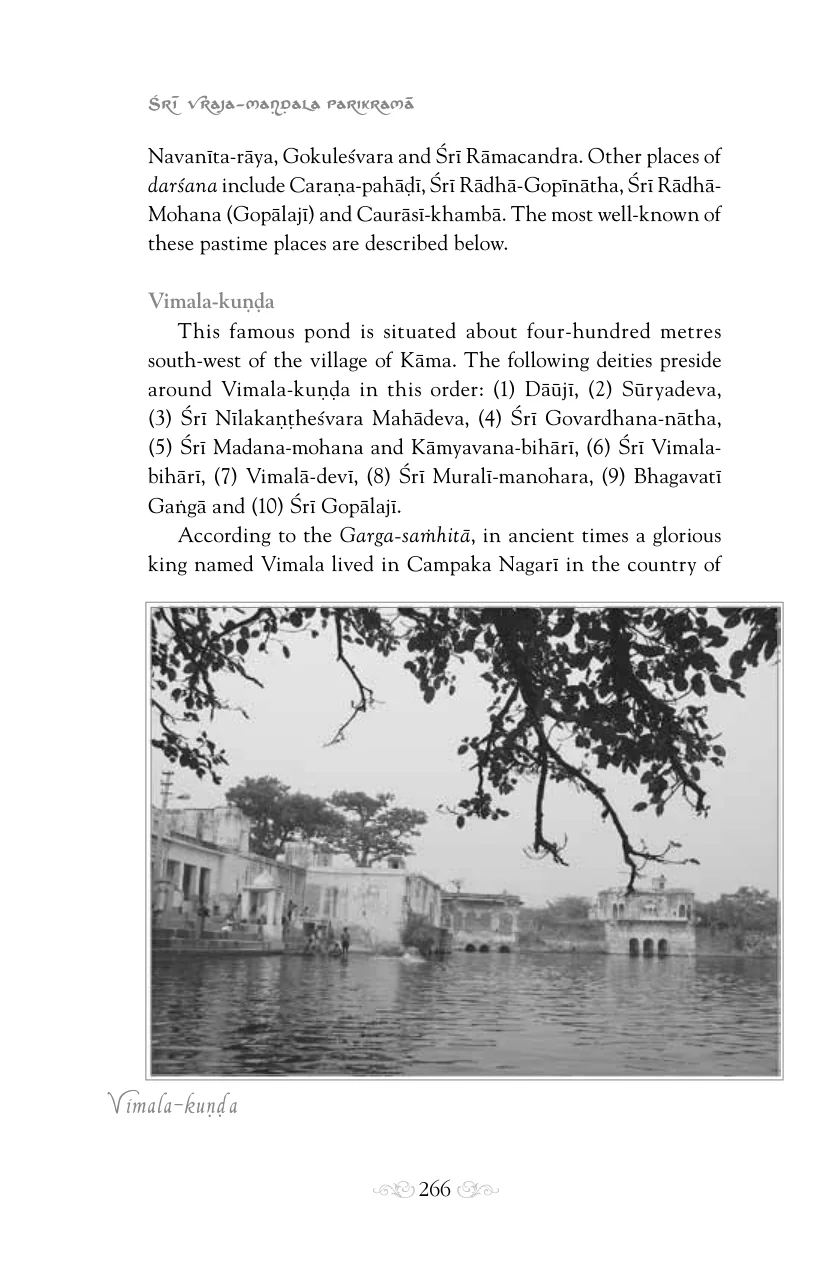 Śrī Vraja-maṇḍala Parikramā
Navanīta-rāya, Gokuleśvara and Śrī Rāmacandra. Other places of
darśana include Caraṇa-pahāḍī, Śrī Rādhā-Gopīnātha, Śrī Rādhā-
Mohana (Gopālajī) and Caurāsī-khambā. The most well-known of
these pastime places are described below.
Vimala-kuṇḍa
This famous pond is situated about four-hundred metres
south-west of the village of Kāma. The following deities preside
around Vimala-kuṇḍa in this order: (1) Dāūjī, (2) Sūryadeva,
(3) Śrī Nīlakaṇṭheśvara Mahādeva, (4) Śrī Govardhana-nātha,
(5) Śrī Madana-mohana and Kāmyavana-bihārī, (6) Śrī Vimala-
bihārī, (7) Vimalā-devī, (8) Śrī Muralī-manohara, (9) Bhagavatī
Gaṅgā and (10) Śrī Gopālajī.
According to the Garga-saṁhitā, in ancient times a glorious
king named Vimala lived in Campaka Nagarī in the country of
Vimala-kuṇḍa
266